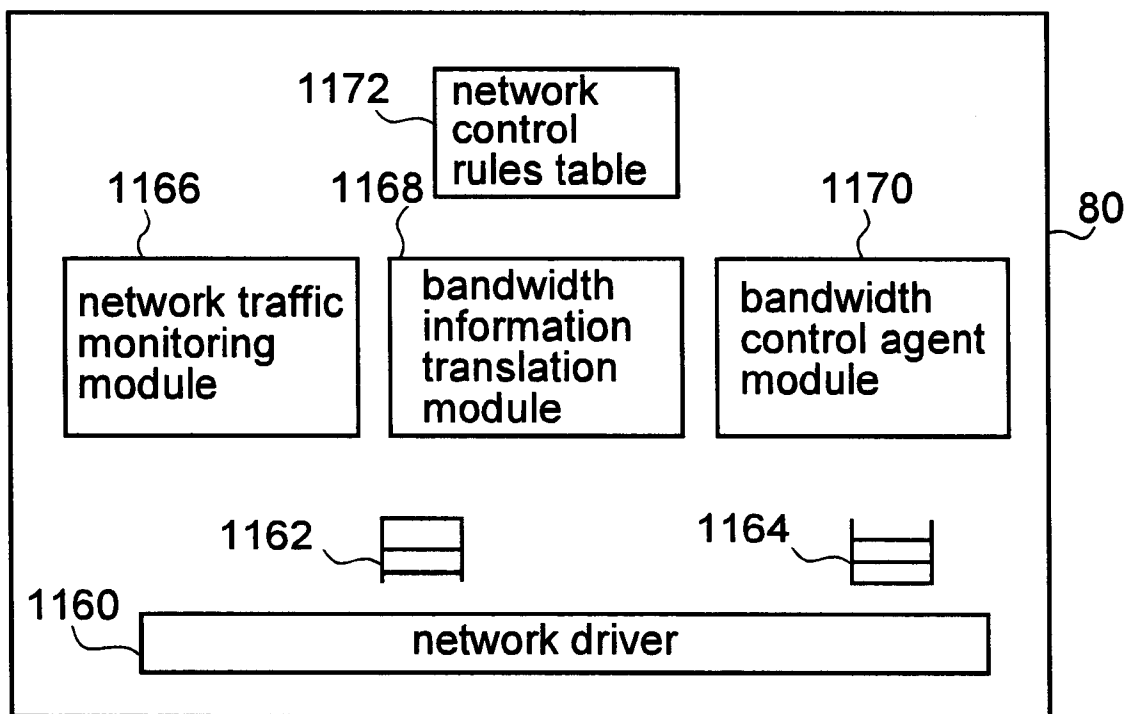 1172
network
control
rules table
1166
1168
1170
80
network traffic
monitoring
module
bandwidth
information
translation
module
bandwidth
control agent
module
1162
1164
1160
network driver